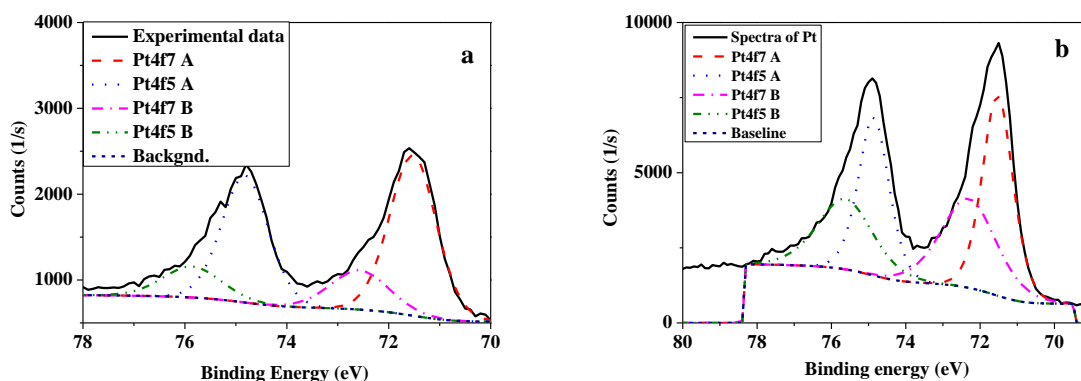 4000
3000
2000
1000
Counts (1/s)
Experimental data
Pt4f7 A
Pt4f5 A
Pt4f7 B
Pt4f5 B
Backgnd.
a
78 76 74 72 70
Binding Energy (eV)
10000
5000
0
Counts (1/s)
Spectra of Pt
Pt4f7 A
Pt4f5 A
Pt4f7 B
Pt4f5 B
Baseline
b
80 78 76 74 72 70
Binding energy (eV)